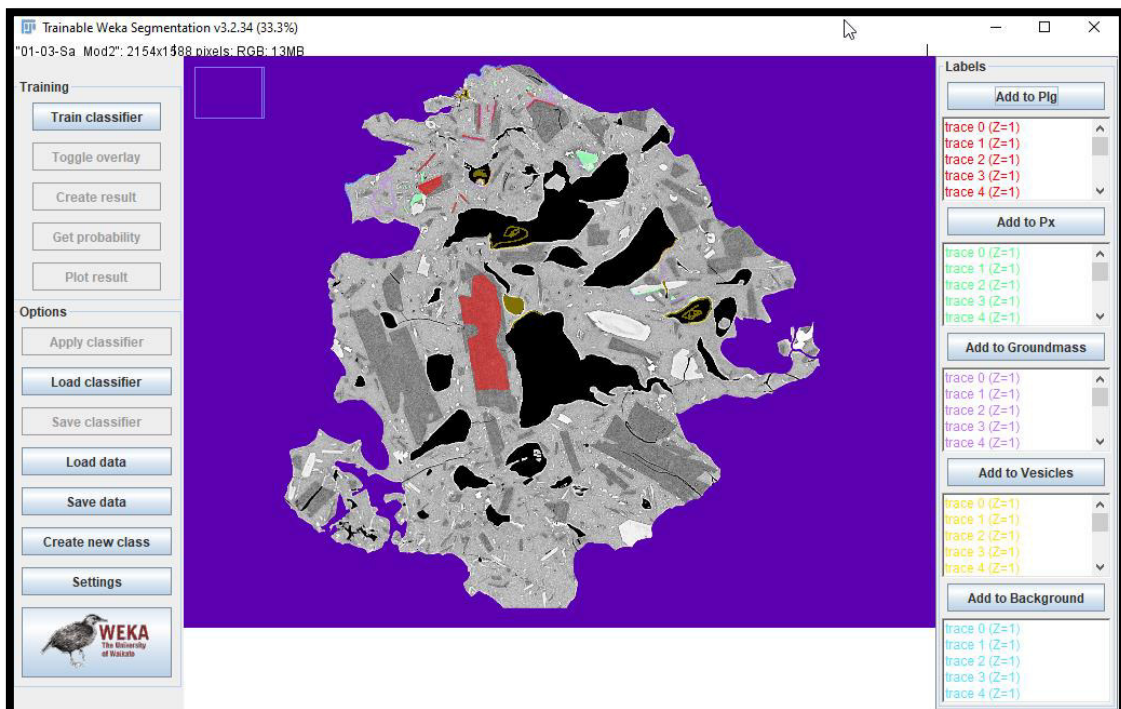 Trainable Weka Segmentation v3.2.34 (33.3%)
"01-03-Sa_Mod2": 2154x1588 pixels; RGB; 13MB
Training
Train classifier
Toggle overlay
Create result
Get probability
Plot result
Options
Apply classifier
Load classifier
Save classifier
Load data
Save data
Create new class
Settings
WEKA
The University
of Waikato
Labels
Add to Plg
trace 0 (Z=1)
trace 1 (Z=1)
trace 2 (Z=1)
trace 3 (Z=1)
trace 4 (Z=1)
Add to Px
trace 0 (Z=1)
trace 1 (Z=1)
trace 2 (Z=1)
trace 3 (Z=1)
trace 4 (Z=1)
Add to Groundmass
trace 0 (Z=1)
trace 1 (Z=1)
trace 2 (Z=1)
trace 3 (Z=1)
trace 4 (Z=1)
Add to Vesicles
trace 0 (Z=1)
trace 1 (Z=1)
trace 2 (Z=1)
trace 3 (Z=1)
trace 4 (Z=1)
Add to Background
trace 0 (Z=1)
trace 1 (Z=1)
trace 2 (Z=1)
trace 3 (Z=1)
trace 4 (Z=1)